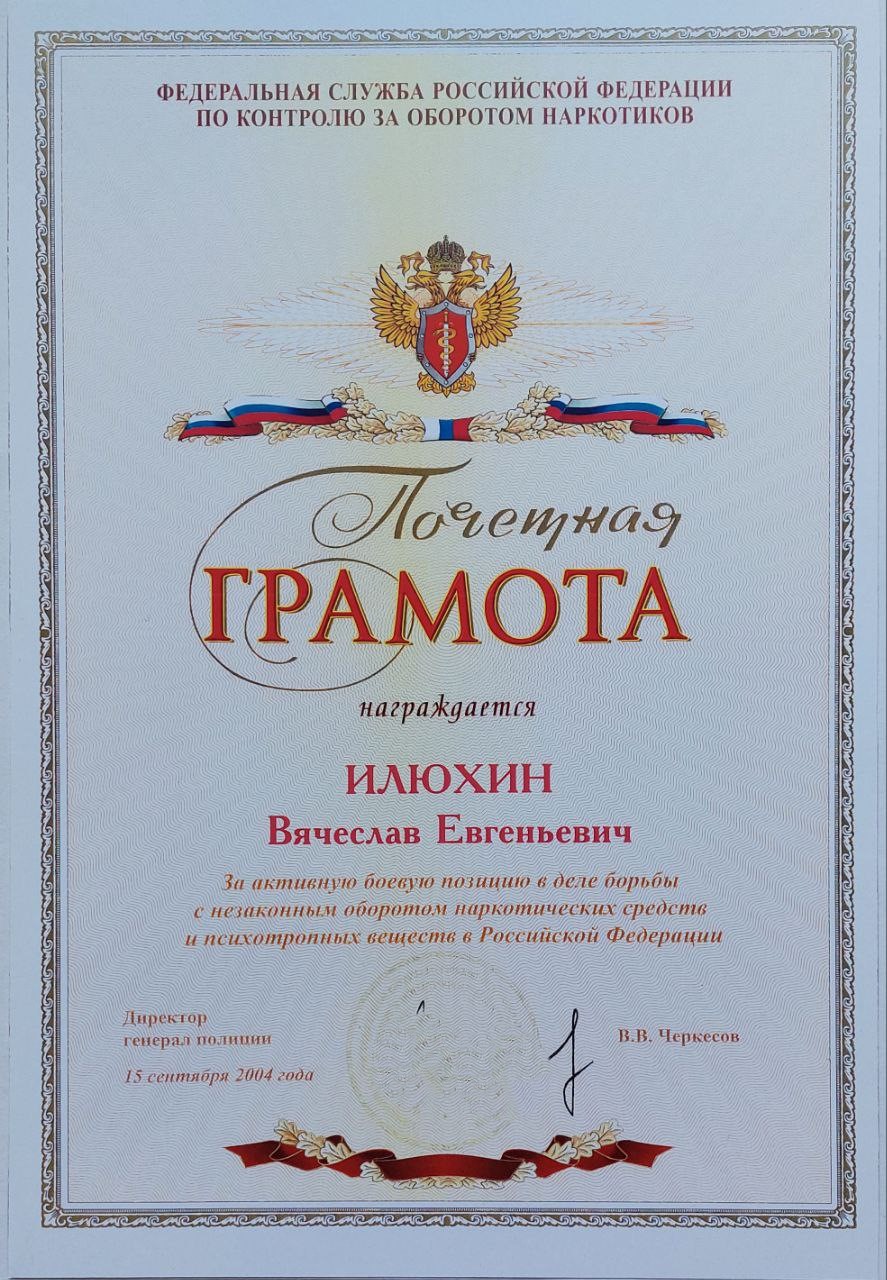 ФЕДЕРАЛЬНАЯ СЛУЖБА РОССИЙСКОЙ ФЕДЕРАЦИИ
ПО КОНТРОЛЮ ЗА ОБОРОТОМ НАРКОТИКОВ
Почетная
ГРАМОТА
награждается
ИЛЮХИН
Вячеслав Евгеньевич
За активную боевую позицию в деле борьбы
с незаконным оборотом наркотических средств
и психотропных веществ в Российской Федерации
Директор
генерал полиции
В.В. Черкесов
15 сентября 2004 года